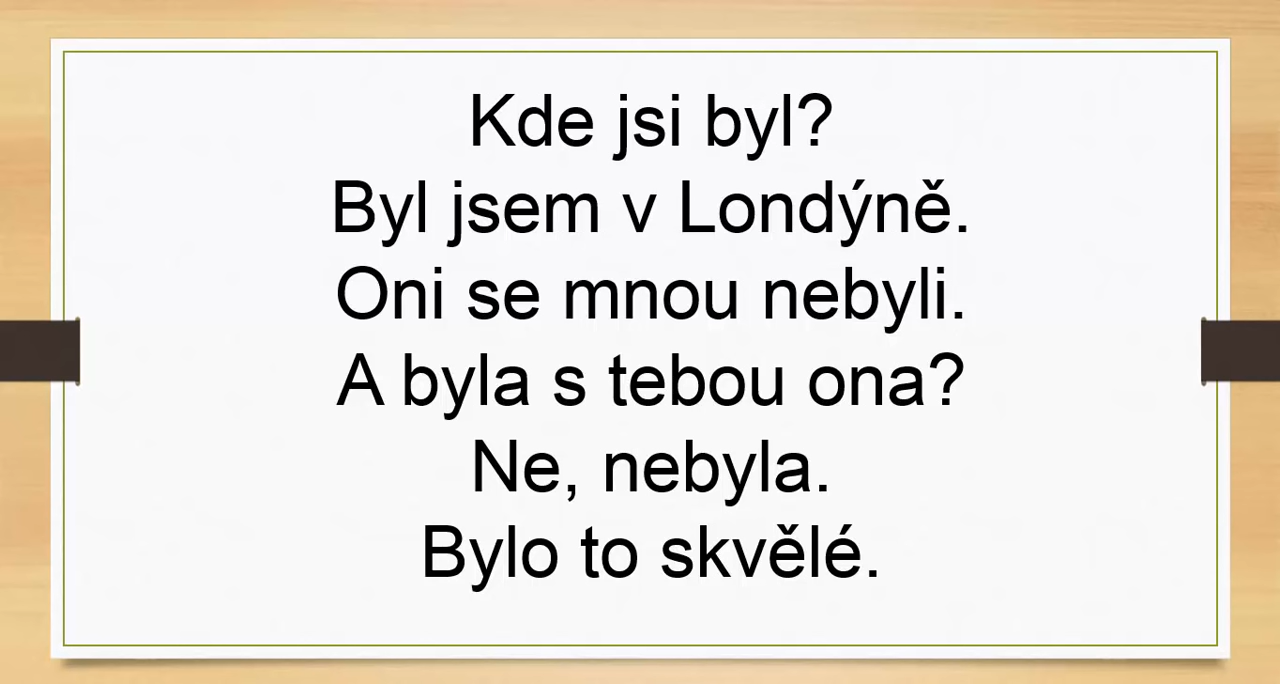 Kde jsi byl?
Byl jsem v Londýně.
Oni se mnou nebyli.
A byla s tebou ona?
Ne, nebyla.
Bylo to skvělé.